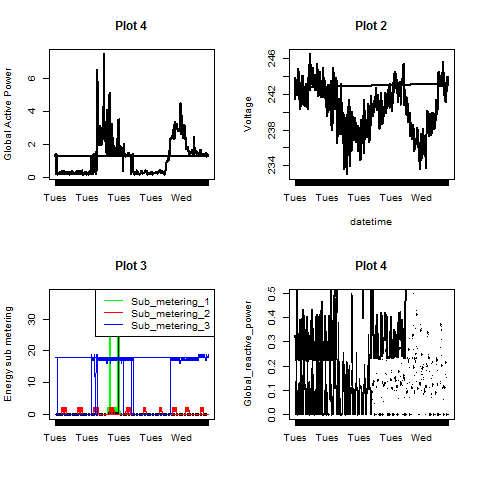 Plot 4
Global Active Power
0 2 4 6
Tues Tues Tues Tues Wed
Plot 2
Voltage
234 238 242 246
Tues Tues Tues Tues Wed
datetime
Plot 3
Energy sub metering
0 10 20 30
Sub_metering_1
Sub_metering_2
Sub_metering_3
Tues Tues Tues Tues Wed
Plot 4
Global_reactive_power
0.0 0.1 0.2 0.3 0.4 0.5
Tues Tues Tues Tues Wed